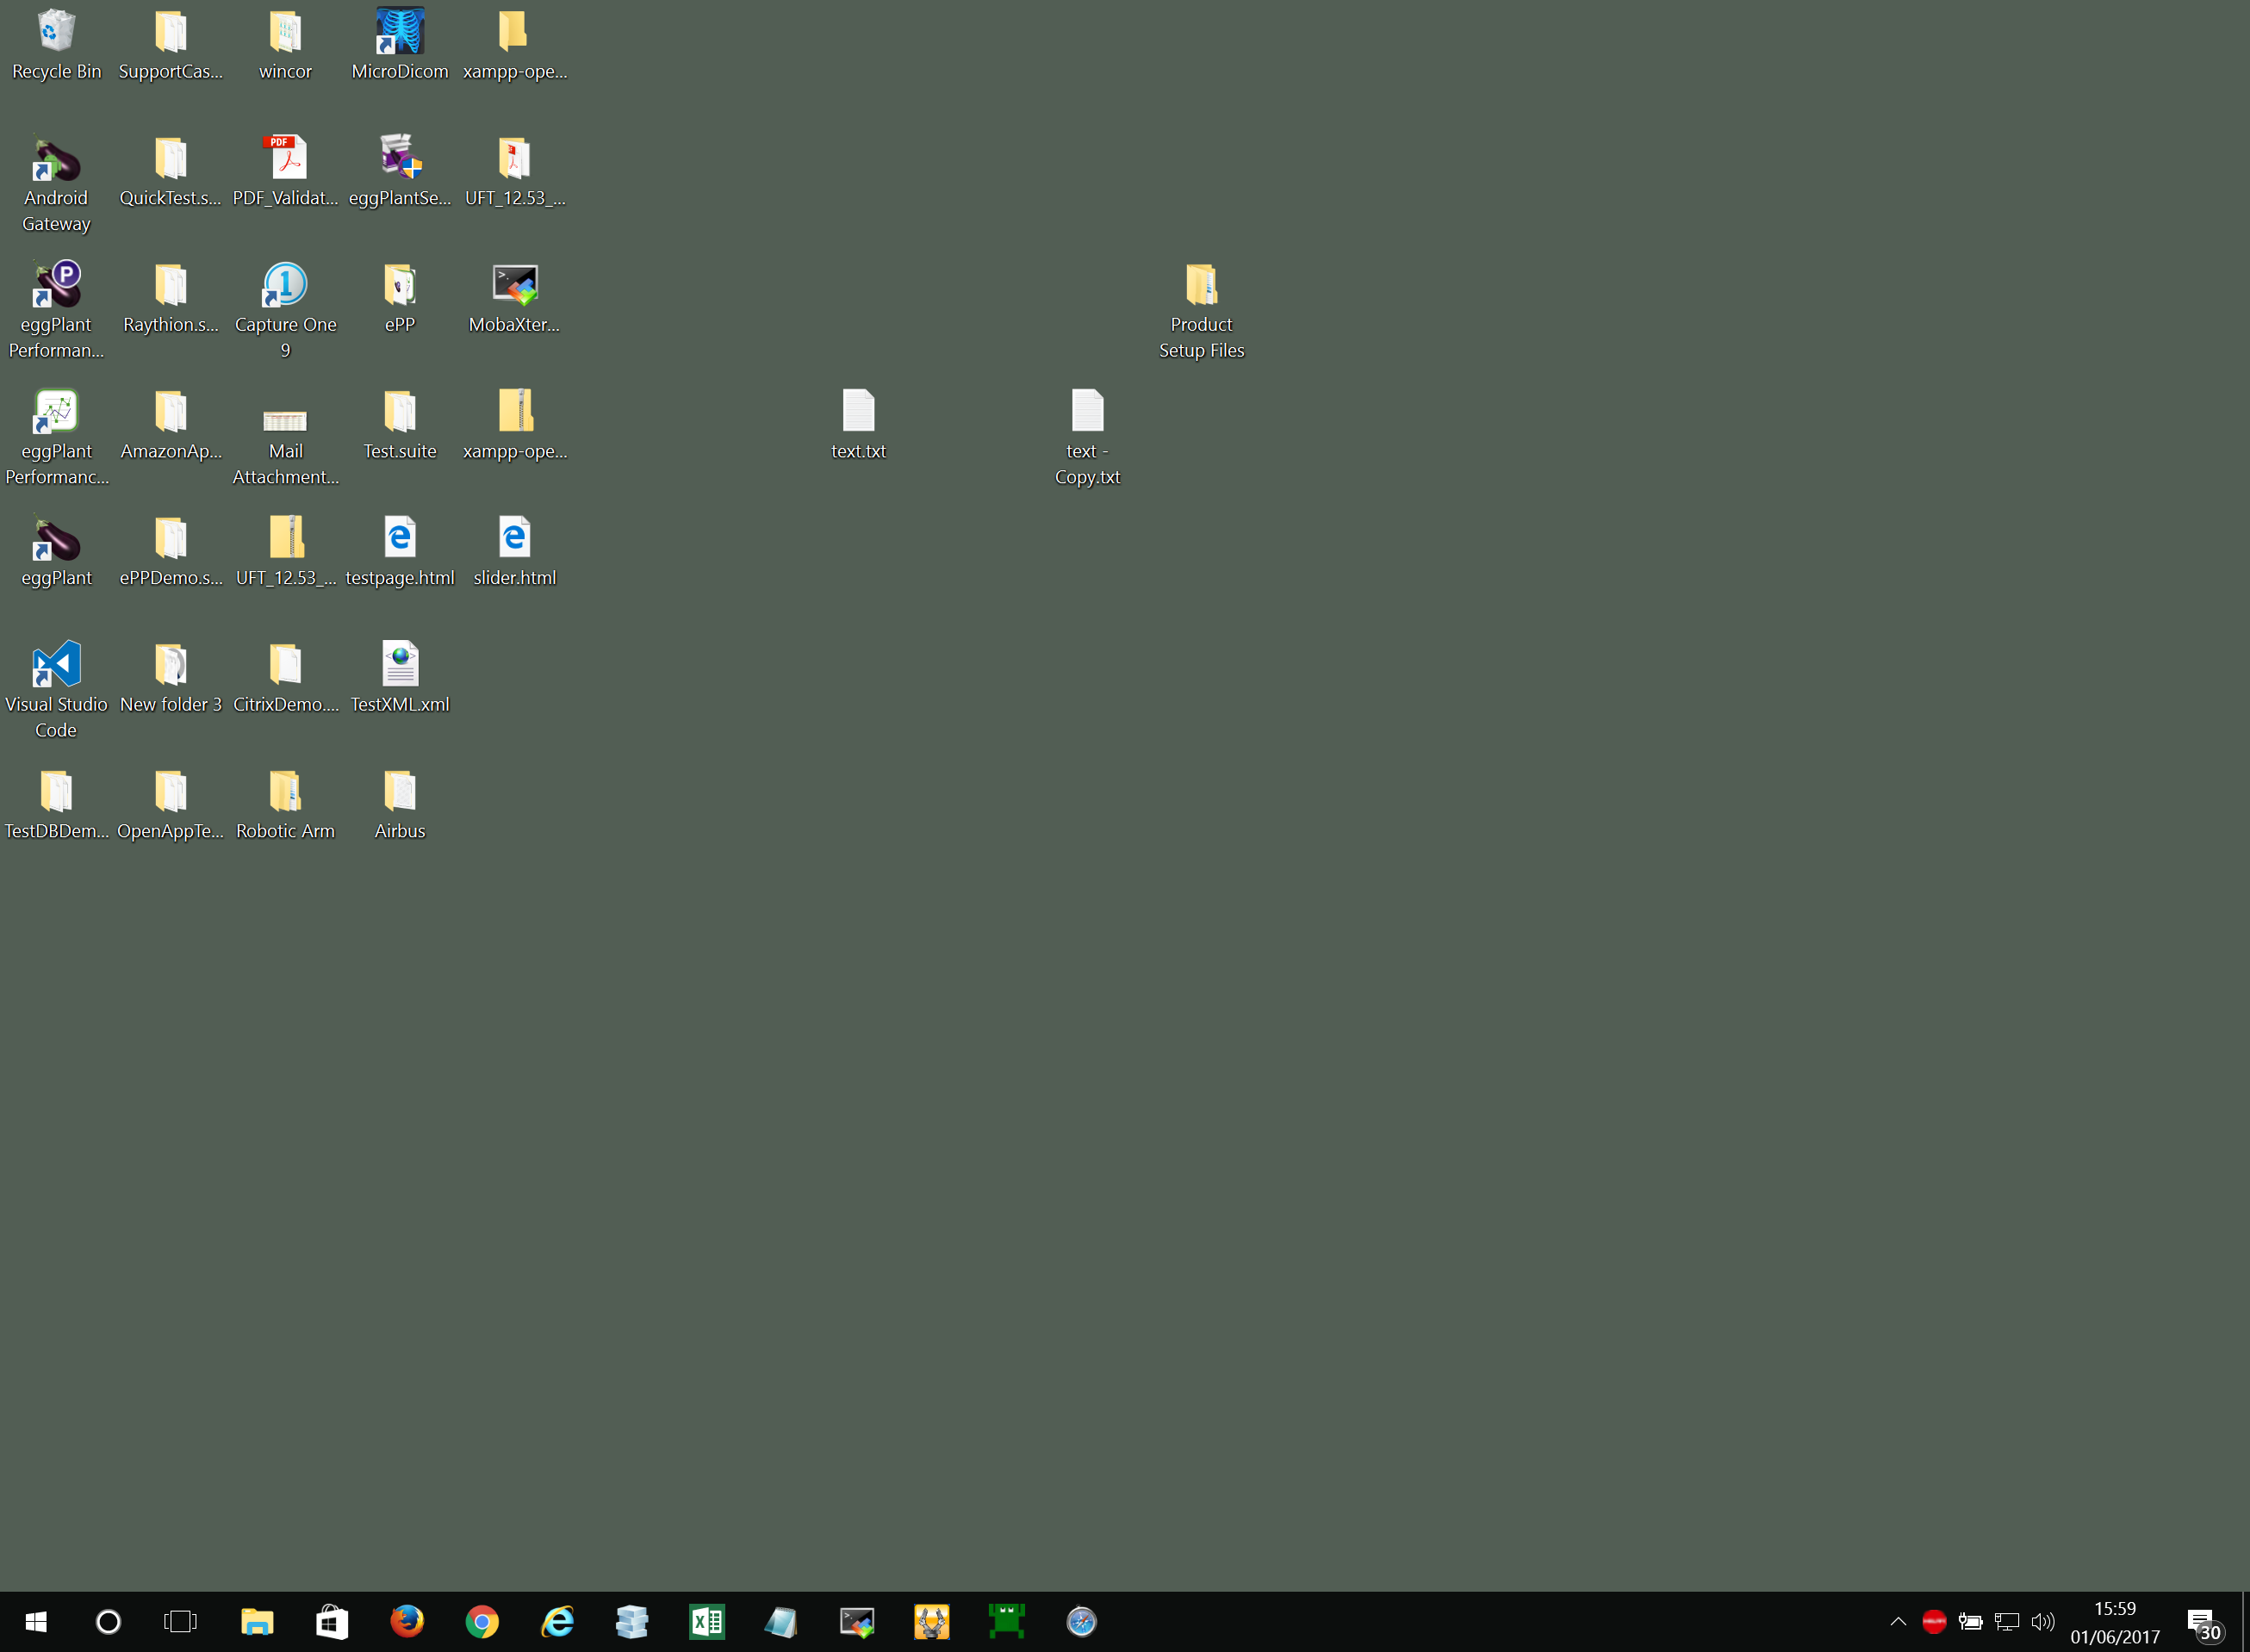 Recycle Bin
SupportCas...
wincor
MicroDicom
xampp-ope...
Android
Gateway
QuickTest.s...
PDF
PDF_Validat...
eggPlantSe...
UFT_12.53_...
P
eggPlant
Performan...
Raythion.s...
1
Capture One
9
ePP
MobaXter...
Product
Setup Files
eggPlant
Performanc...
AmazonAp...
Mail
Attachment...
Test.suite
xampp-ope...
text.txt
text -
Copy.txt
eggPlant
ePPDemo.s...
UFT_12.53_...
testpage.html
slider.html
Visual Studio
Code
New folder 3
CitrixDemo....
TestXML.xml
TestDBDem...
OpenAppTe...
Robotic Arm
Airbus
15:59
01/06/2017
30